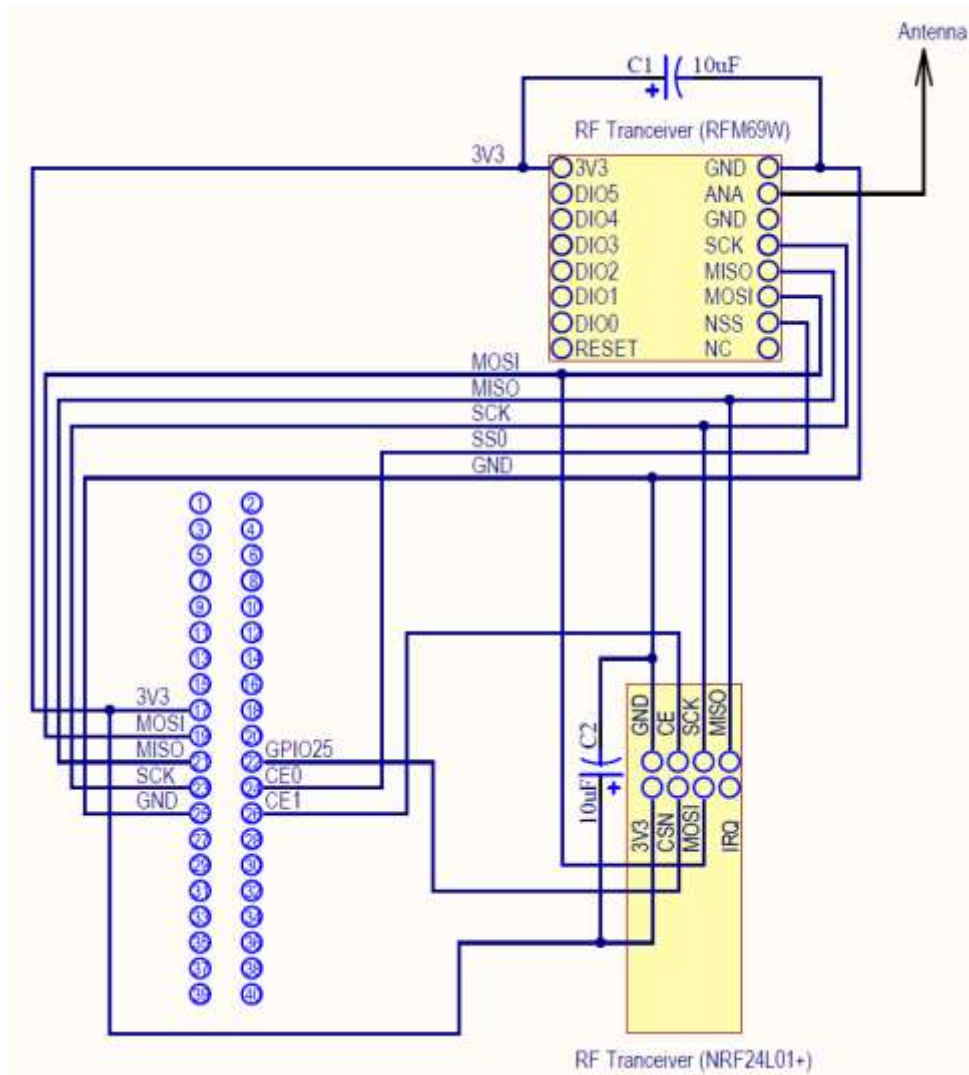 Antenna
C1 10uF
RF Tranceiver (RFM69W)
3V3
3V3 GND
DIO5 ANA
DIO4 GND
DIO3 SCK
DIO2 MISO
DIO1 MOSI
DIO0 NSS
RESET NC
MOSI
MISO
SCK
SS0
GND
1 2
3 4
5 6
7 8
9 10
11 12
13 14
15 16
3V3 17 18
MOSI 19 20
MISO 21 22 GPIO25
SCK 23 24 CE0
GND 25 26 CE1
27 28
29 30
31 32
33 34
35 36
37 38
39 40
10uF C2
GND CE SCK MISO
3V3 CSN MOSI IRQ
RF Tranceiver (NRF24L01+)